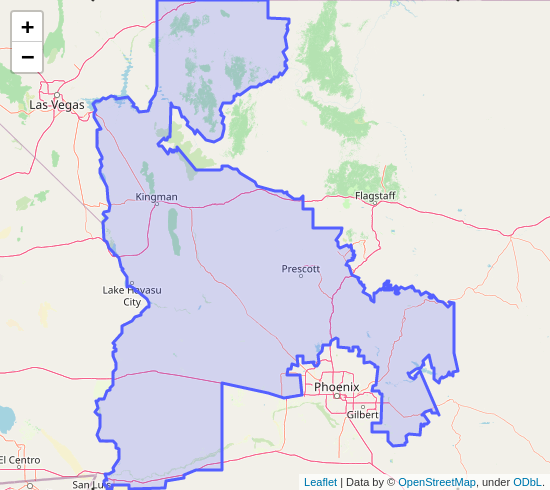 +
−
Las Vegas
Kingman
Flagstaff
Prescott
Lake Havasu
City
Phoenix
Gilbert
El Centro
San Luis
Leaflet | Data by © OpenStreetMap, under ODbL.